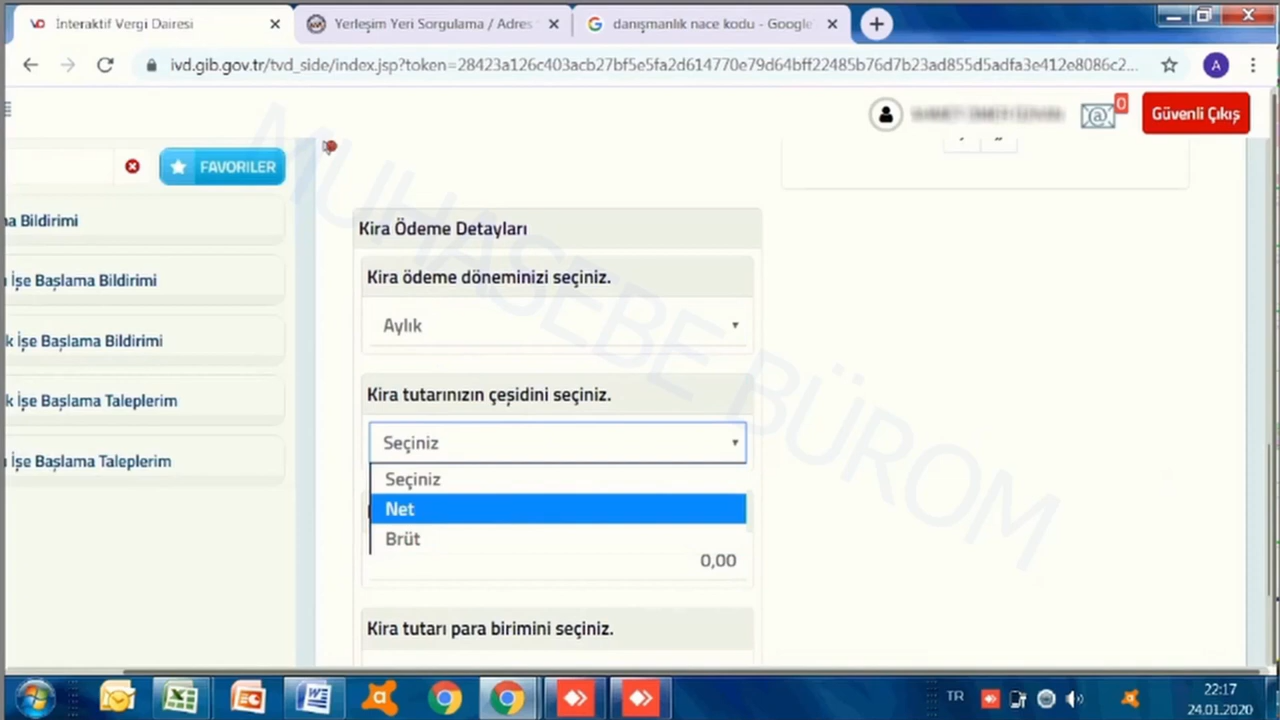 İnteraktif Vergi Dairesi
Yerleşim Yeri Sorgulama / Adres
danışmanlık nace kodu - Google
ivd.gib.gov.tr/tvd_side/index.jsp?token=28423a126c403acb27bf5e5fa2d614770e79d64bff22485b76d7b23ad855d5adfa3e412e8086c2...
A
@
0
Güvenli Çıkış
FAVORİLER
a Bildirimi
İşe Başlama Bildirimi
k İşe Başlama Bildirimi
k İşe Başlama Taleplerim
İşe Başlama Taleplerim
Kira Ödeme Detayları
Kira ödeme döneminizi seçiniz.
Aylık
Kira tutarınızın çeşidini seçiniz.
Seçiniz
Seçiniz
Net
Brüt
0,00
Kira tutarı para birimini seçiniz.
MUHASEBE BÜROM
TR
22:17
24.01.2020